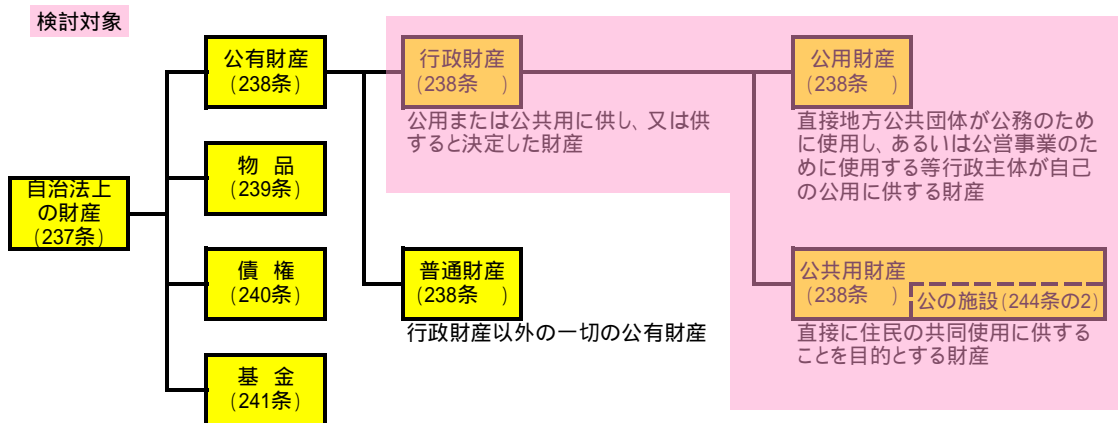 検討対象
自治法上
の財産
(237条)
公有財産
(238条)
物 品
(239条)
債 権
(240条)
基 金
(241条)
行政財産
(238条　)
公用または公共用に供し、又は供
すると決定した財産
普通財産
(238条　)
行政財産以外の一切の公有財産
公用財産
(238条　)
直接地方公共団体が公務のため
に使用し、あるいは公営事業のた
めに使用する等行政主体が自己
の公用に供する財産
公共用財産
(238条　)
公の施設(244条の2)
直接に住民の共同使用に供する
ことを目的とする財産